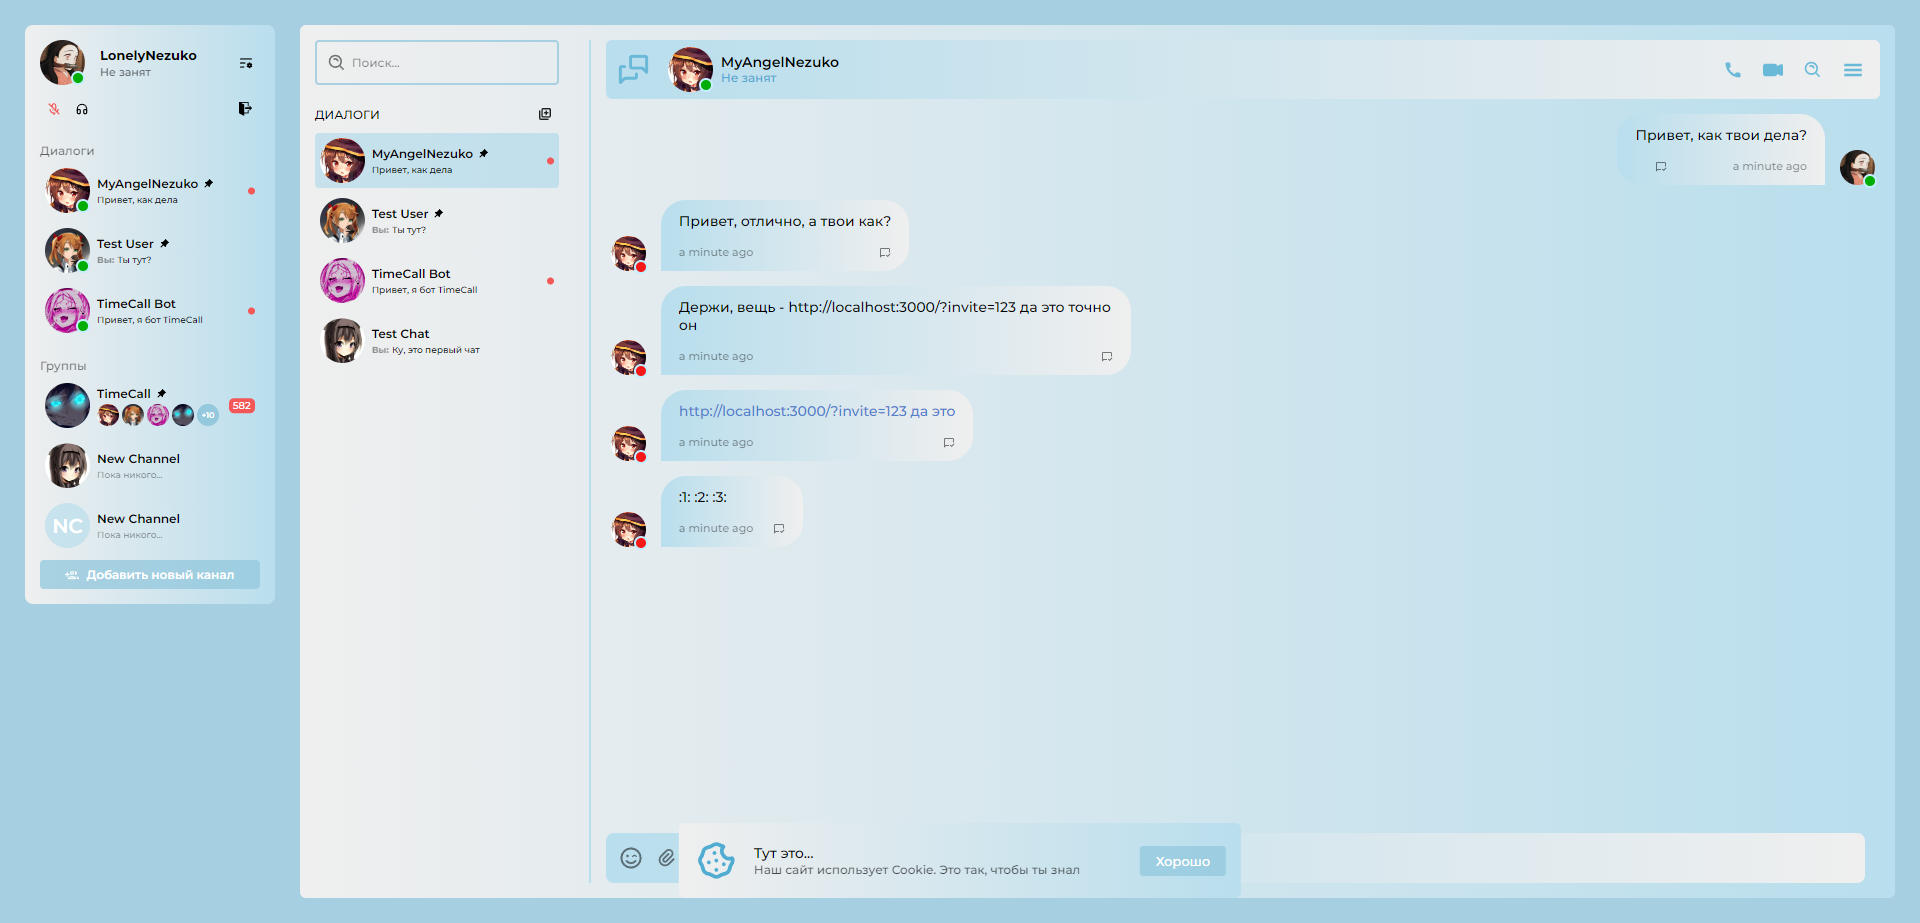 LonelyNezuko
Не занят
Диалоги
MyAngelNezuko
Привет, как дела
Test User
Вы: Ты тут?
TimeCall Bot
Привет, я бот TimeCall
Группы
TimeCall
+10
582
New Channel
Пока никого...
NC
New Channel
Пока никого...
Добавить новый канал
Поиск...
ДИАЛОГИ
MyAngelNezuko
Привет, как дела
Test User
Вы: Ты тут?
TimeCall Bot
Привет, я бот TimeCall
Test Chat
Вы: Ку, это первый чат
MyAngelNezuko
Не занят
Привет, как твои дела?
a minute ago
Привет, отлично, а твои как?
a minute ago
Держи, вещь - http://localhost:3000/?invite=123 да это точно
он
a minute ago
http://localhost:3000/?invite=123 да это
a minute ago
:1: :2: :3:
a minute ago
Тут это...
Наш сайт использует Cookie. Это так, чтобы ты знал
Хорошо